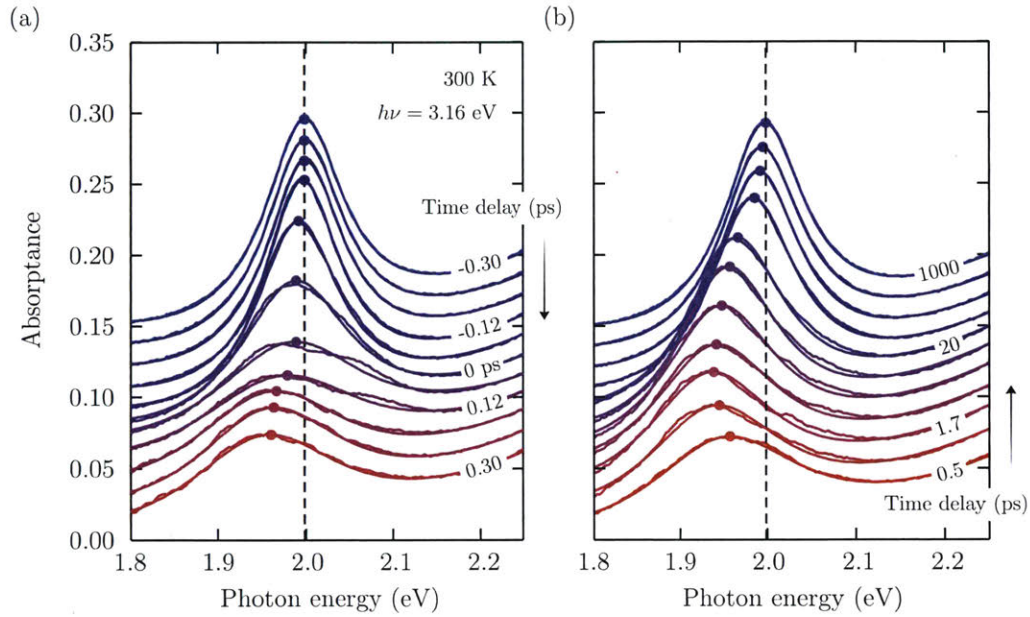 (a)
(b)
Absorptance
0.35
0.30
0.25
0.20
0.15
0.10
0.05
0.00
300 K
hν = 3.16 eV
Time delay (ps)
-0.30
-0.12
0 ps
0.12
0.30
1.8 1.9 2.0 2.1 2.2
Photon energy (eV)
1000
20
1.7
0.5
Time delay (ps)
1.8 1.9 2.0 2.1 2.2
Photon energy (eV)